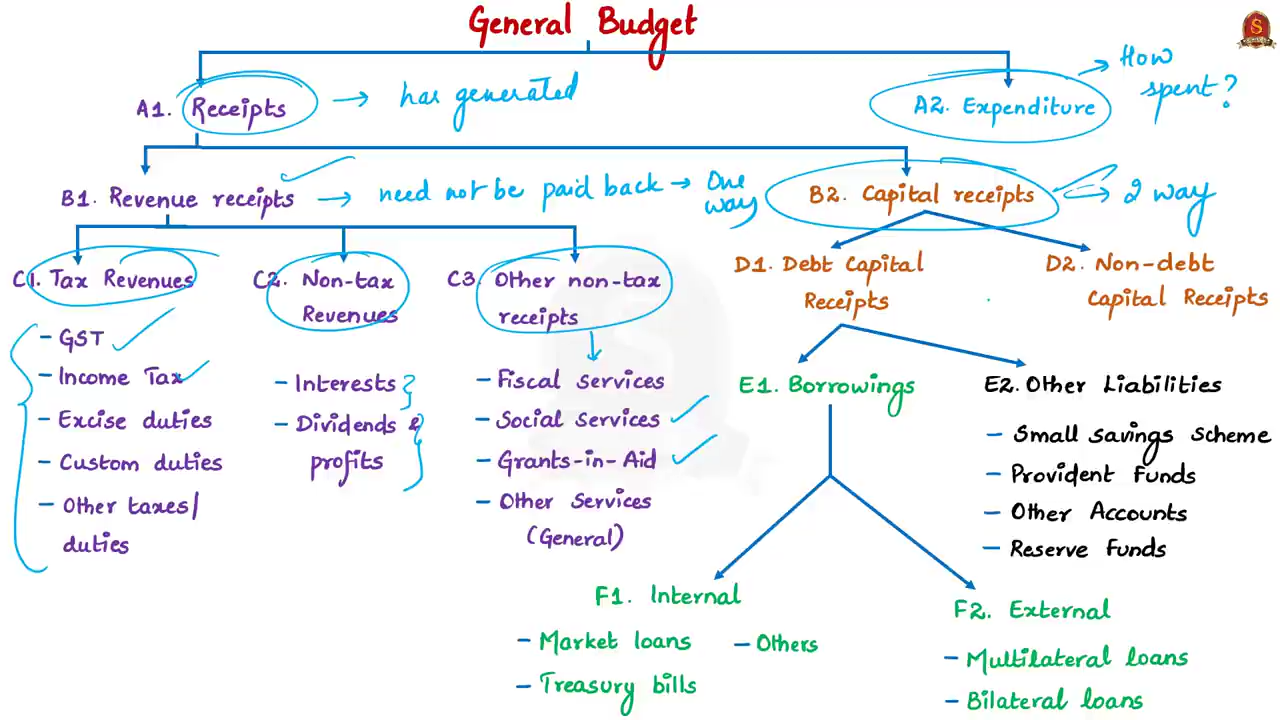 General Budget
How
spent?
A1. Receipts → has generated
A2. Expenditure
B1. Revenue receipts → need not be paid back → One way
B2. Capital receipts
2 way
C1. Tax Revenues
- GST
- Income Tax
- Excise duties
- Custom duties
- Other taxes/
duties
C2. Non-tax
Revenues
- Interests
- Dividends &
profits
C3. Other non-tax
receipts
- Fiscal services
- Social Services
- Grants-in-Aid
- Other Services
(General)
D1. Debt Capital
Receipts
D2. Non-debt
Capital Receipts
E1. Borrowings
E2. Other Liabilities
- Small savings scheme
- Provident Funds
- Other Accounts
- Reserve Funds
F1. Internal
- Market loans
- Others
- Treasury bills
F2. External
- Multilateral loans
- Bilateral loans